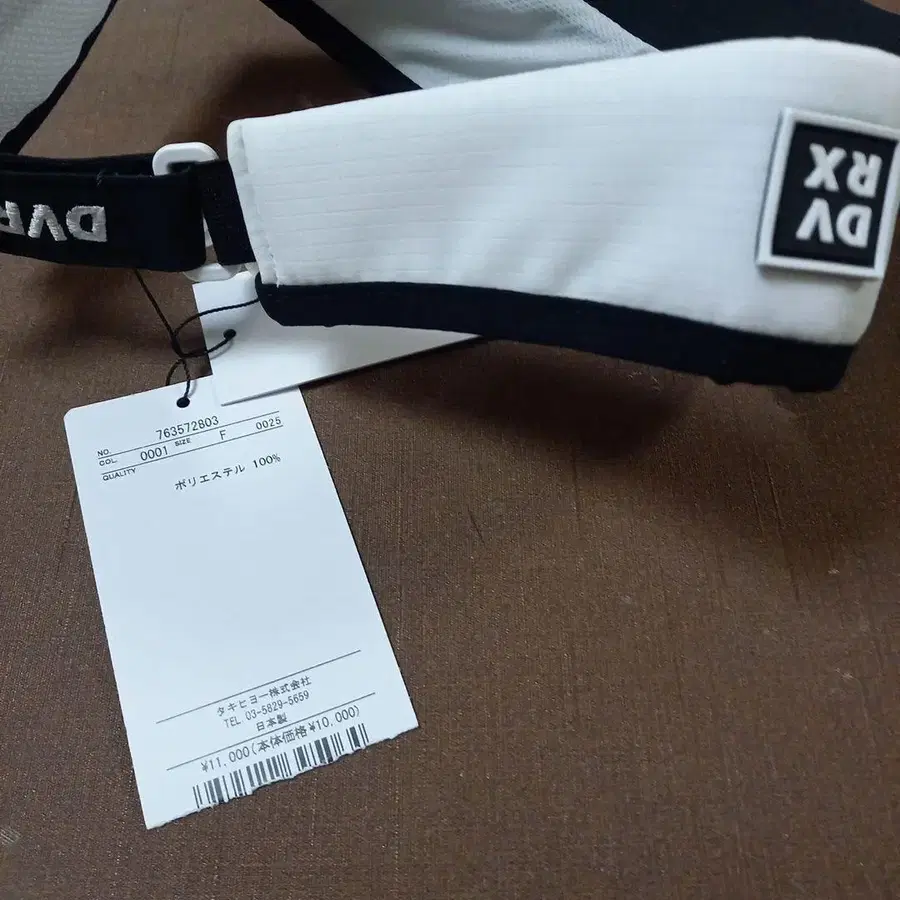 DV
RX
DVR
NO. 763572803
COL. 0001 SIZE F 0025
QUALITY
ポリエステル 100%
タキヒヨー株式会社
TEL 03-5829-5659
日本製
¥11,000(本体価格¥10,000)